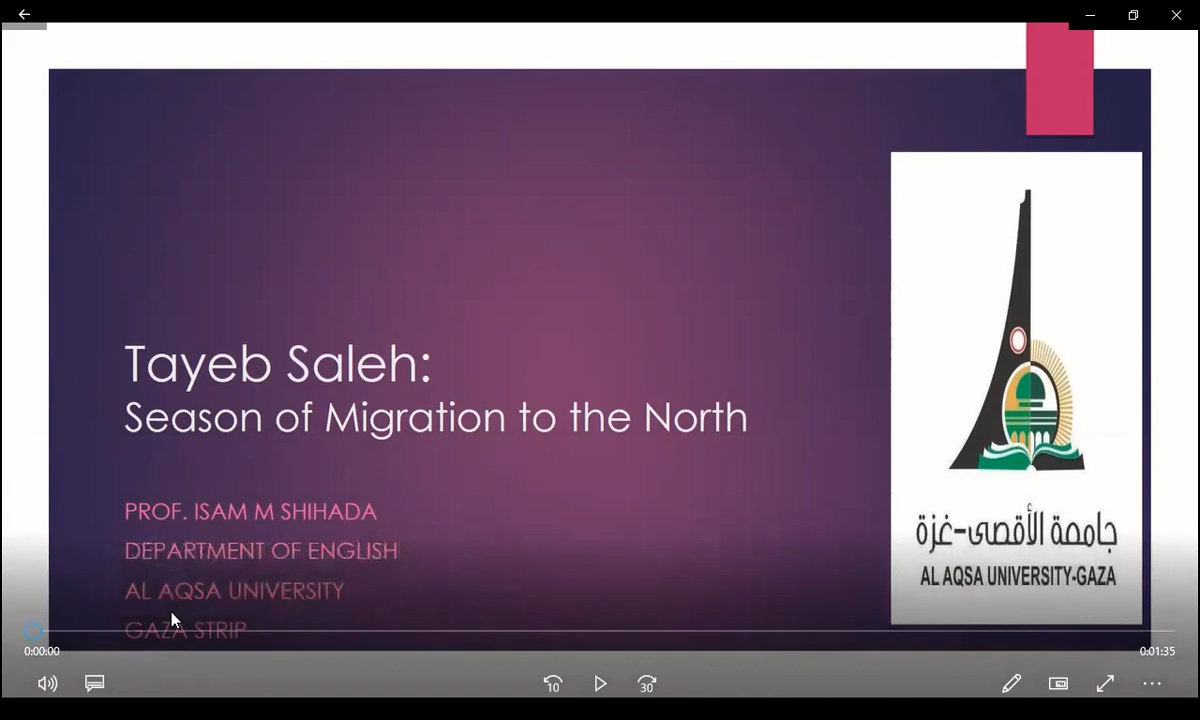 Tayeb Saleh:
Season of Migration to the North
PROF. ISAM M SHIHADA
DEPARTMENT OF ENGLISH
AL AQSA UNIVERSITY
GAZA STRIP
جامعة الأقصى-غزة
AL AQSA UNIVERSITY-GAZA
0:00:00
0:01:35
10
30